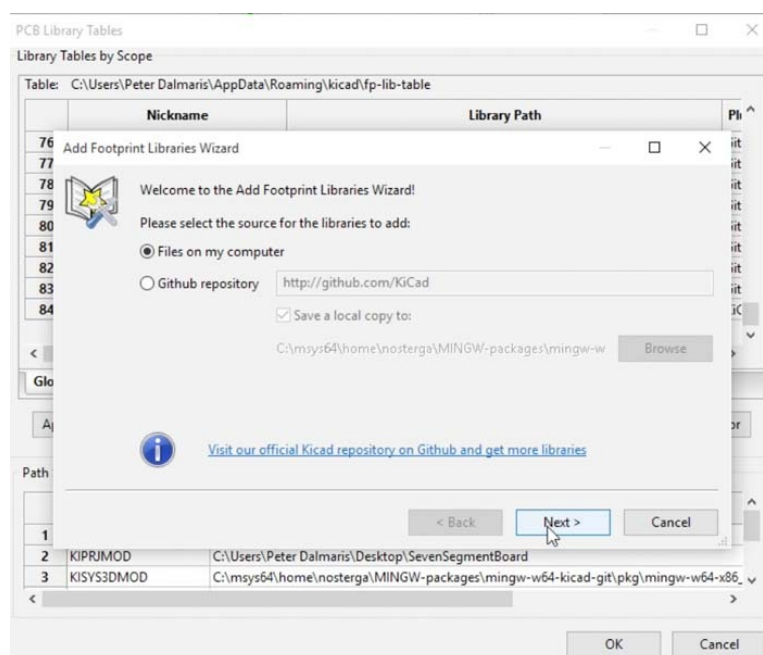 PCB Library Tables
Library Tables by Scope
Table: C:\Users\Peter Dalmaris\AppData\Roaming\kicad\fp-lib-table
Nickname Library Path
76
77
78
79
80
81
82
83
84
Add Footprint Libraries Wizard
Welcome to the Add Footprint Libraries Wizard!
Please select the source for the libraries to add:
Files on my computer
Github repository http://github.com/KiCad
Save a local copy to:
C:\msys64\home\nosterga\MINGW-packages\mingw-w Browse
Visit our official Kicad repository on Github and get more libraries
< Back Next > Cancel
Path
1
2 KIPRJMOD C:\Users\Peter Dalmaris\Desktop\SevenSegmentBoard
3 KISYS3DMOD C:\msys64\home\nosterga\MINGW-packages\mingw-w64-kicad-git\pkg\mingw-w64-x86_
OK Cancel